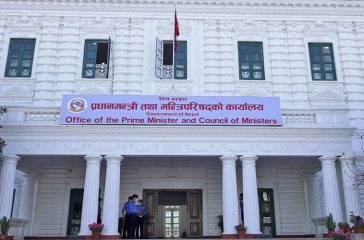 नेपाल सरकार
प्रधानमन्त्री तथा मन्त्रिपरिषद्को कार्यालय
Government of Nepal
Office of the Prime Minister and Council of Ministers